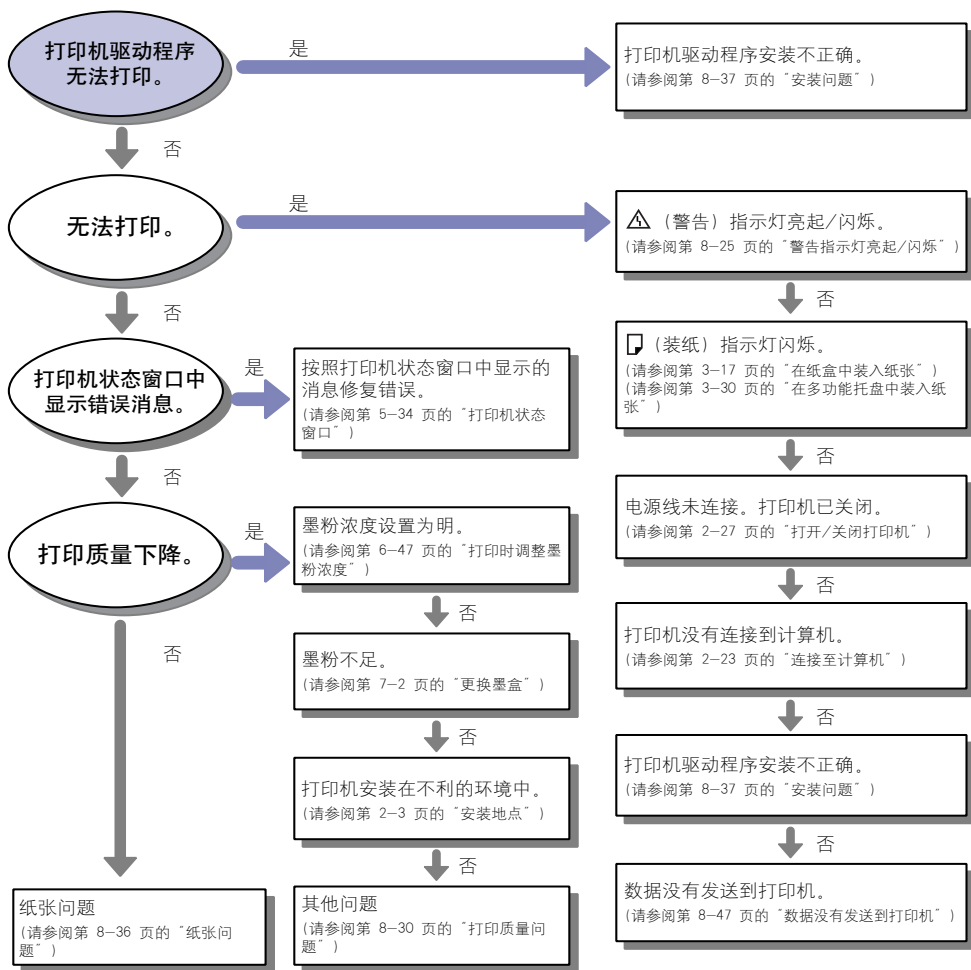 打印机驱动程序
无法打印。
是
打印机驱动程序安装不正确。
(请参阅第 8-37 页的“安装问题”)
否
无法打印。
是
(警告) 指示灯亮起/闪烁。
(请参阅第 8-25 页的“警告指示灯亮起/闪烁”)
否
(装纸) 指示灯闪烁。
(请参阅第 3-17 页的“在纸盒中装入纸张”)
(请参阅第 3-30 页的“在多功能托盘中装入纸
张”)
否
电源线未连接。打印机已关闭。
(请参阅第 2-27 页的“打开/关闭打印机”)
否
打印机没有连接到计算机。
(请参阅第 2-23 页的“连接至计算机”)
否
打印机驱动程序安装不正确。
(请参阅第 8-37 页的“安装问题”)
否
数据没有发送到打印机。
(请参阅第 8-47 页的“数据没有发送到打印机”)
否
打印机状态窗口中
显示错误消息。
是
按照打印机状态窗口中显示的
消息修复错误。
(请参阅第 5-34 页的“打印机状态
窗口”)
否
打印质量下降。
是
墨粉浓度设置为明。
(请参阅第 6-47 页的“打印时调整墨
粉浓度”)
否
墨粉不足。
(请参阅第 7-2 页的“更换墨盒”)
否
打印机安装在不利的环境中。
(请参阅第 2-3 页的“安装地点”)
否
其他问题
(请参阅第 8-30 页的“打印质量问
题”)
否
纸张问题
(请参阅第 8-36 页的“纸张问
题”)